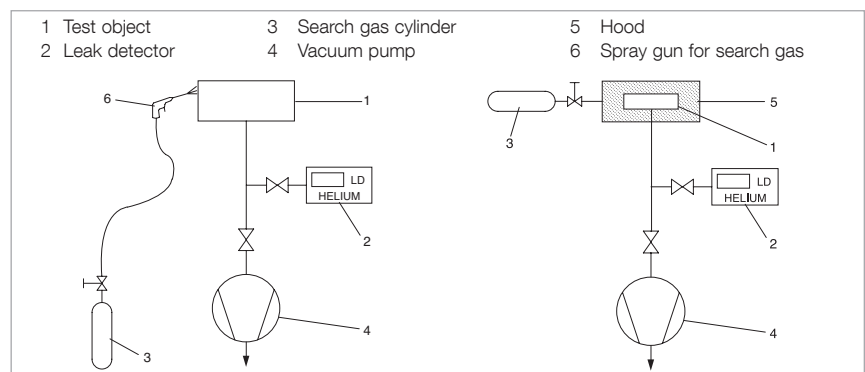 1 Test object
2 Leak detector
3 Search gas cylinder
4 Vacuum pump
5 Hood
6 Spray gun for search gas
6
1
LD
HELIUM
2
4
3
3
5
1
LD
HELIUM
2
4